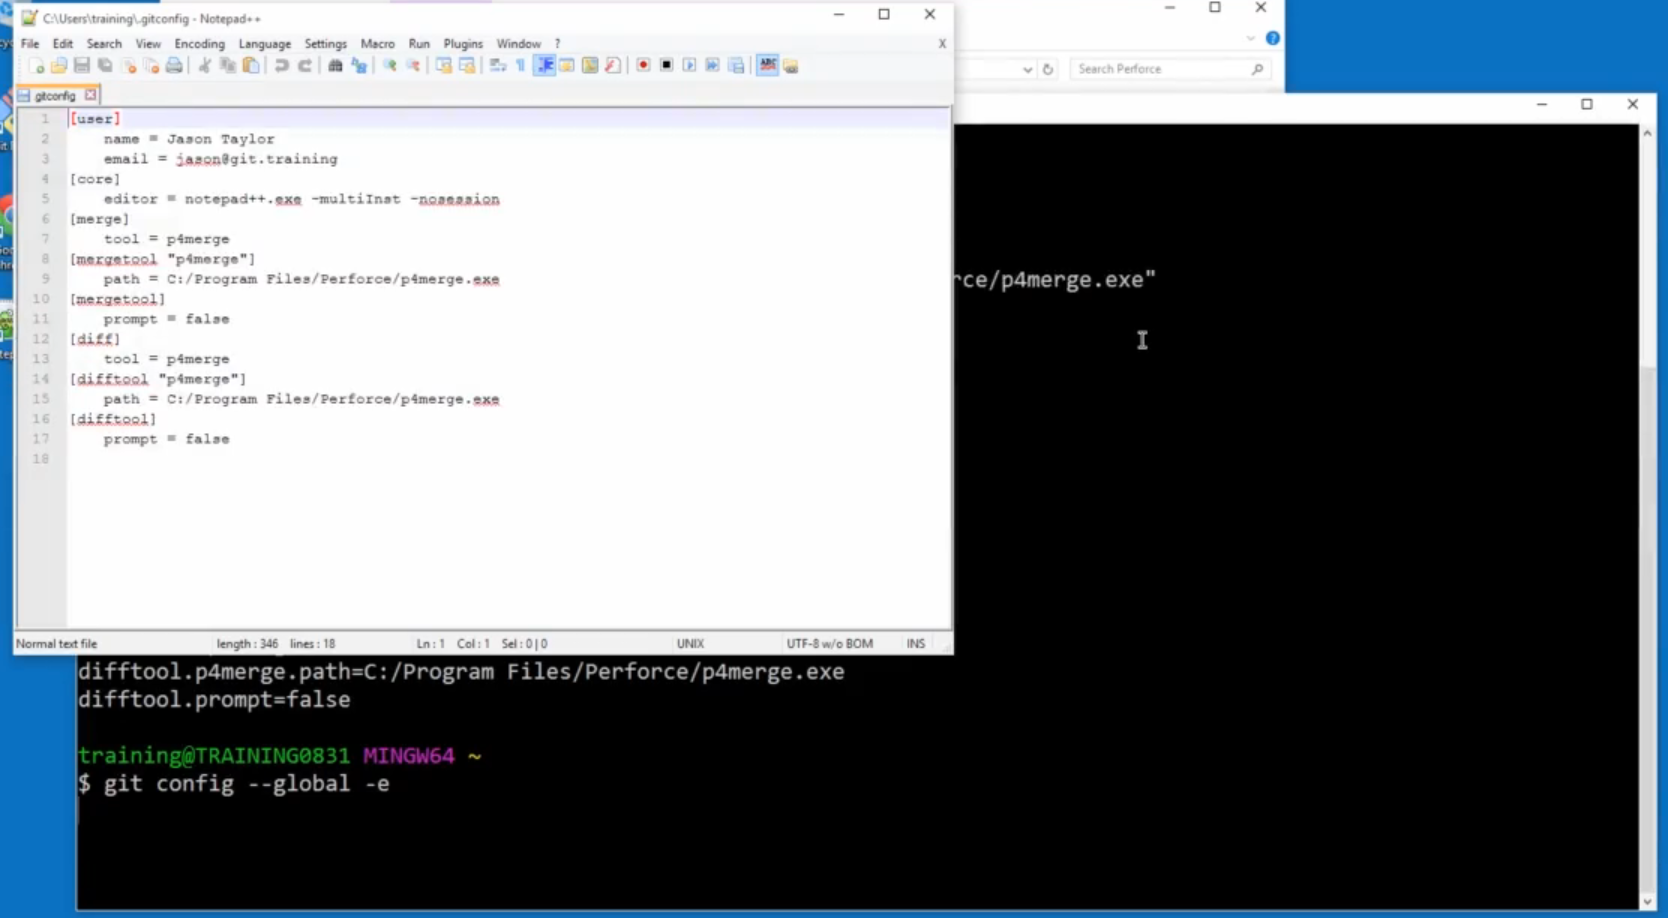 C:\Users\training\.gitconfig - Notepad++
File Edit Search View Encoding Language Settings Macro Run Plugins Window ? X
ABC
gitconfig
1 [user]
2 name = Jason Taylor
3 email = jason@git.training
4 [core]
5 editor = notepad++.exe -multiInst -nosession
6 [merge]
7 tool = p4merge
8 [mergetool "p4merge"]
9 path = C:/Program Files/Perforce/p4merge.exe
10 [mergetool]
11 prompt = false
12 [diff]
13 tool = p4merge
14 [difftool "p4merge"]
15 path = C:/Program Files/Perforce/p4merge.exe
16 [difftool]
17 prompt = false
18
Normal text file length : 346 lines : 18 Ln : 1 Col : 1 Sel : 0 | 0 UNIX UTF-8 w/o BOM INS
Search Perforce
rce/p4merge.exe"
difftool.p4merge.path=C:/Program Files/Perforce/p4merge.exe
difftool.prompt=false
training@TRAINING0831 MINGW64 ~
$ git config --global -e